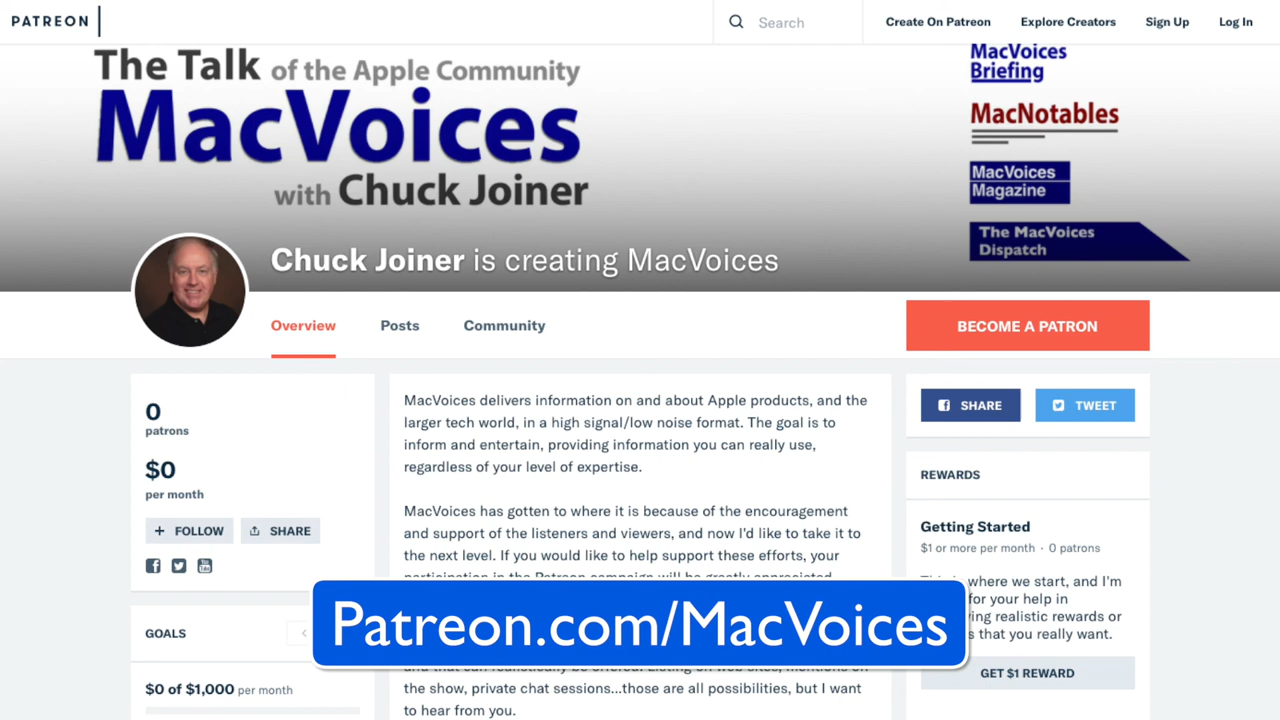 PATREON
Search
Create On Patreon
Explore Creators
Sign Up
Log In
The Talk of the Apple Community
MacVoices
with Chuck Joiner
MacVoices
Briefing
MacNotables
MacVoices
Magazine
The MacVoices
Dispatch
Chuck Joiner is creating MacVoices
Overview
Posts
Community
BECOME A PATRON
0
patrons
$0
per month
+ FOLLOW
SHARE
GOALS
$0 of $1,000 per month
MacVoices delivers information on and about Apple products, and the
larger tech world, in a high signal/low noise format. The goal is to
inform and entertain, providing information you can really use,
regardless of your level of expertise.
MacVoices has gotten to where it is because of the encouragement
and support of the listeners and viewers, and now I'd like to take it to
the next level. If you would like to help support these efforts, your
participation in the Patreon campaign will be greatly appreciated
the show, private chat sessions...those are all possibilities, but I want
to hear from you.
SHARE
TWEET
REWARDS
Getting Started
$1 or more per month · 0 patrons
where we start, and I'm
for your help in
realistic rewards or
that you really want.
GET $1 REWARD
Patreon.com/MacVoices